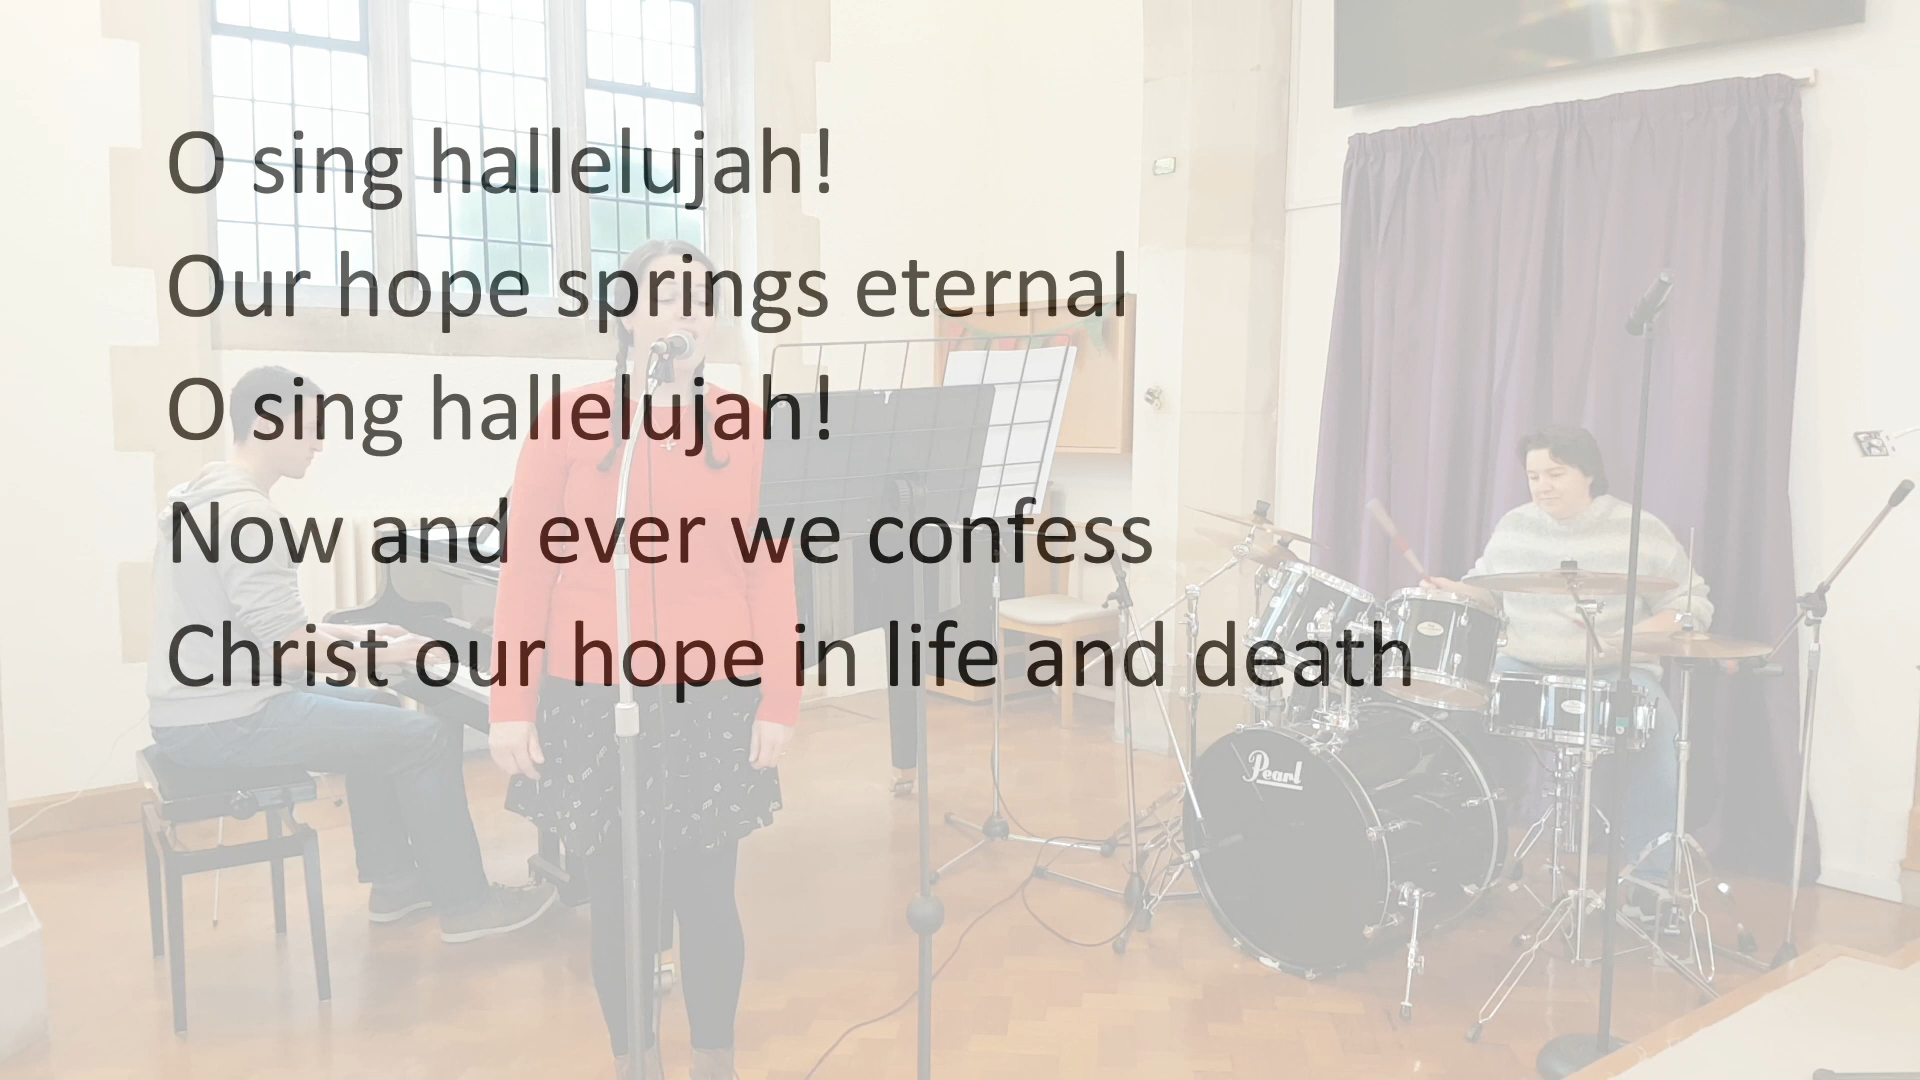 O sing hallelujah!
Our hope springs eternal
O sing hallelujah!
Now and ever we confess
Christ our hope in life and death
Pearl